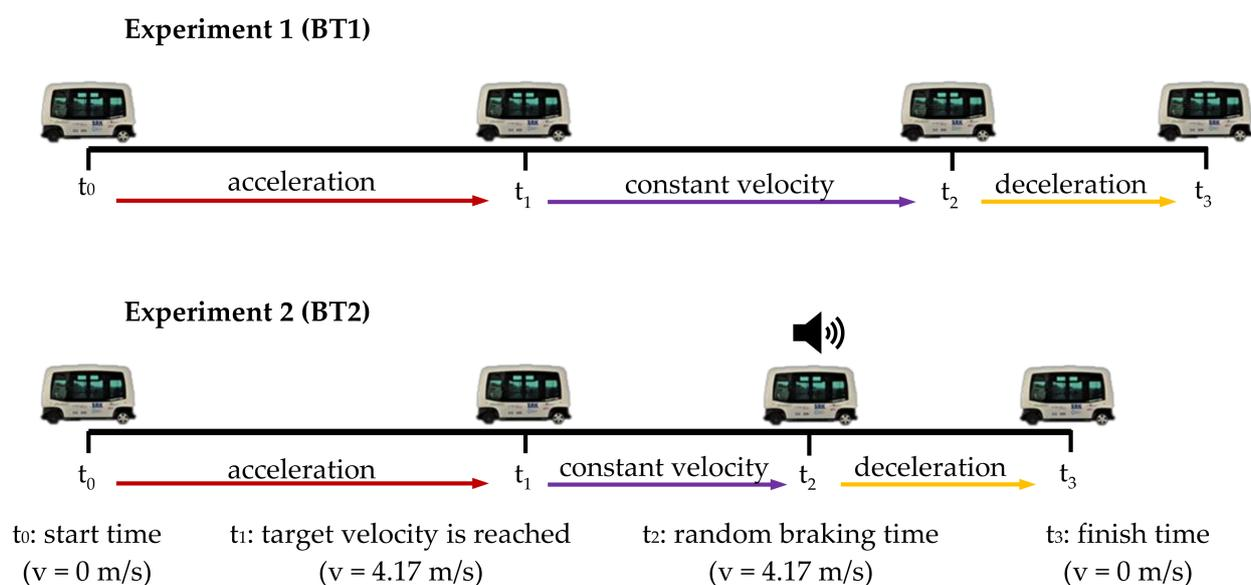 Experiment 1 (BT1)
t0 acceleration t1 constant velocity t2 deceleration t3
Experiment 2 (BT2)
t0 acceleration t1 constant velocity t2 deceleration t3
t0: start time t1: target velocity is reached t2: random braking time t3: finish time
(v = 0 m/s) (v = 4.17 m/s) (v = 4.17 m/s) (v = 0 m/s)